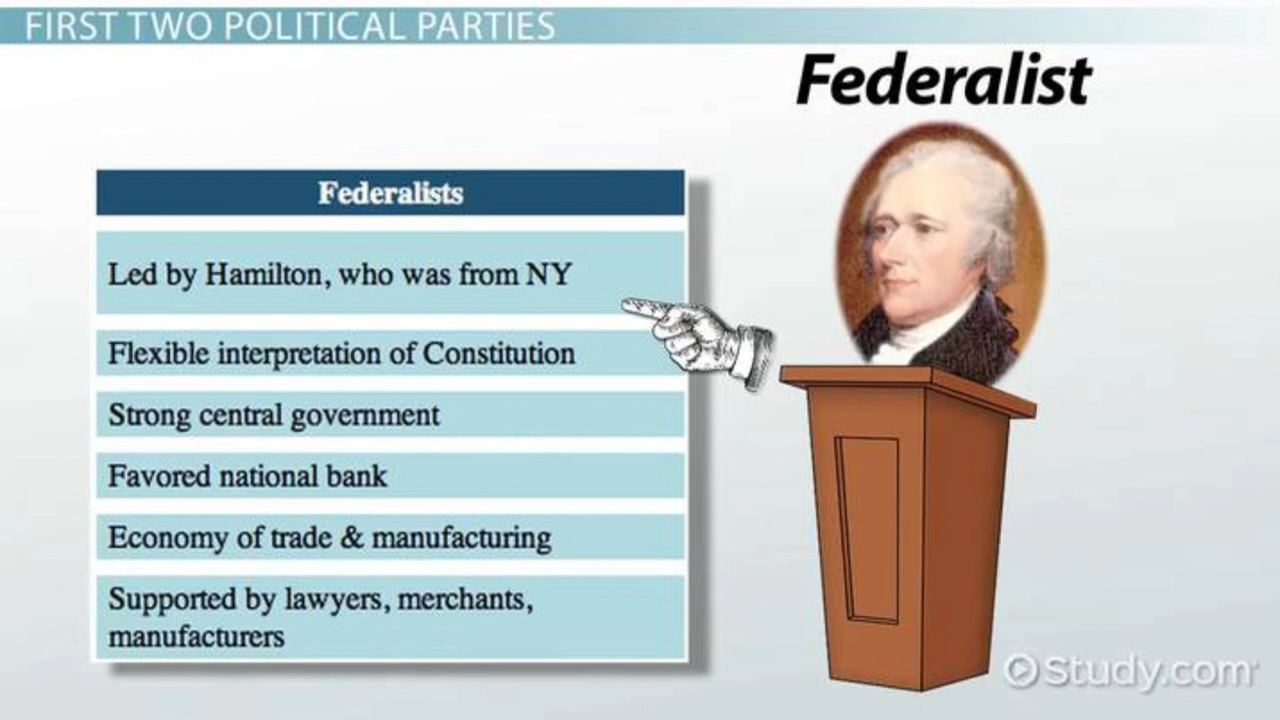 FIRST TWO POLITICAL PARTIES
Federalist
Federalists
Led by Hamilton, who was from NY
Flexible interpretation of Constitution
Strong central government
Favored national bank
Economy of trade & manufacturing
Supported by lawyers, merchants,
manufacturers
Study.com